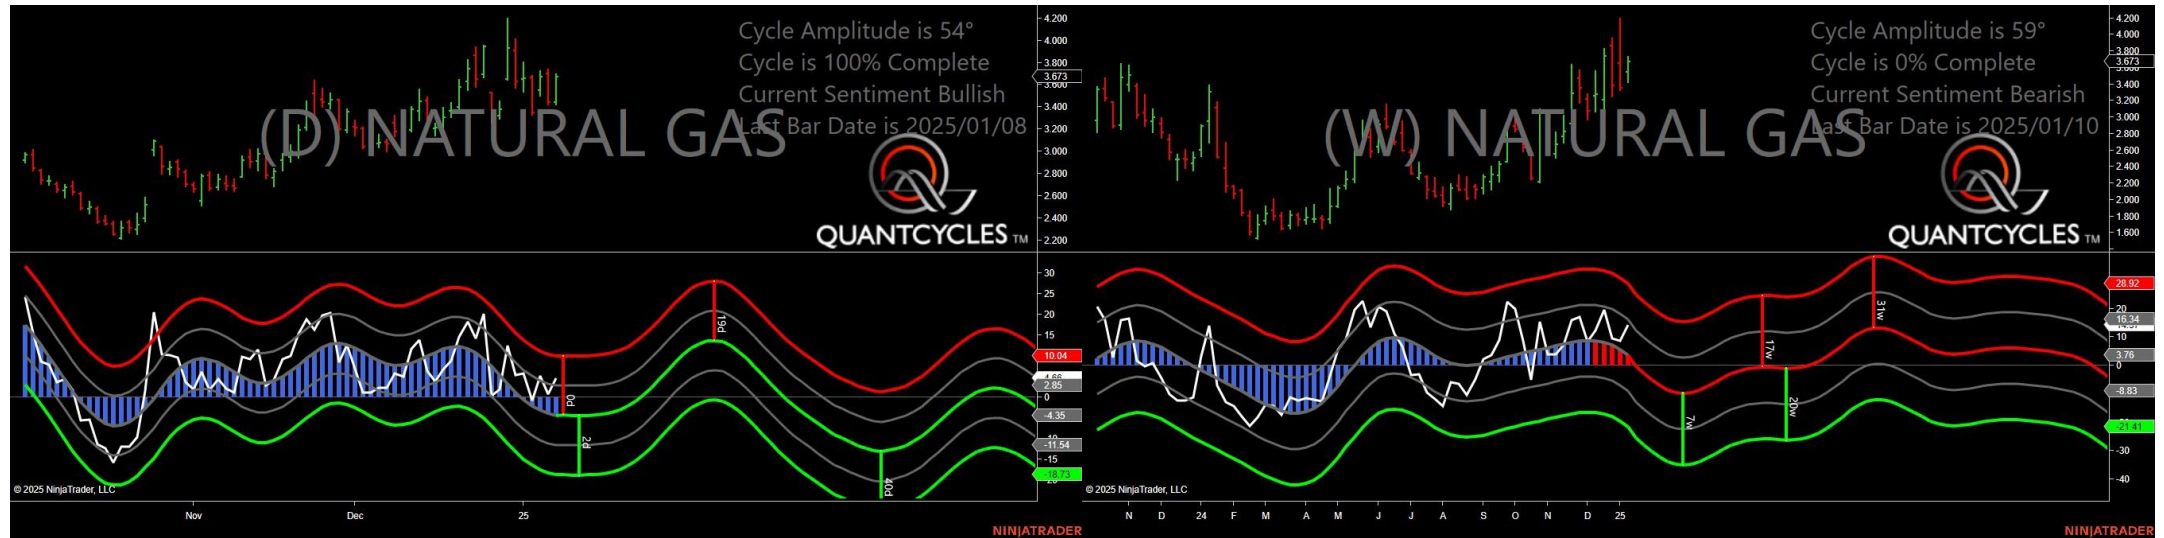 Cycle Amplitude is 54°
Cycle is 100% Complete
Current Sentiment Bullish
Last Bar Date is 2025/01/08
(D) NATURAL GAS
QUANTCYCLES TM
4.200
4.000
3.800
3.673
3.600
3.400
3.200
3.000
2.800
2.600
2.400
2.200
30
25
20
15
10.04
2.85
0
-4.35
-11.54
-15
-18.73
0d
2d
19d
40d
© 2025 NinjaTrader, LLC
Nov
Dec
25
NINJATRADER
Cycle Amplitude is 59°
Cycle is 0% Complete
Current Sentiment Bearish
Last Bar Date is 2025/01/10
(W) NATURAL GAS
QUANTCYCLES TM
4.200
4.000
3.800
3.673
3.400
3.200
3.000
2.800
2.600
2.400
2.200
2.000
1.800
1.600
28.92
20
16.34
10
3.76
0
-8.83
-21.41
-30
-40
7w
17w
20w
31w
© 2025 NinjaTrader, LLC
N
D
24
F
M
A
M
J
J
A
S
O
N
D
25
NINJATRADER